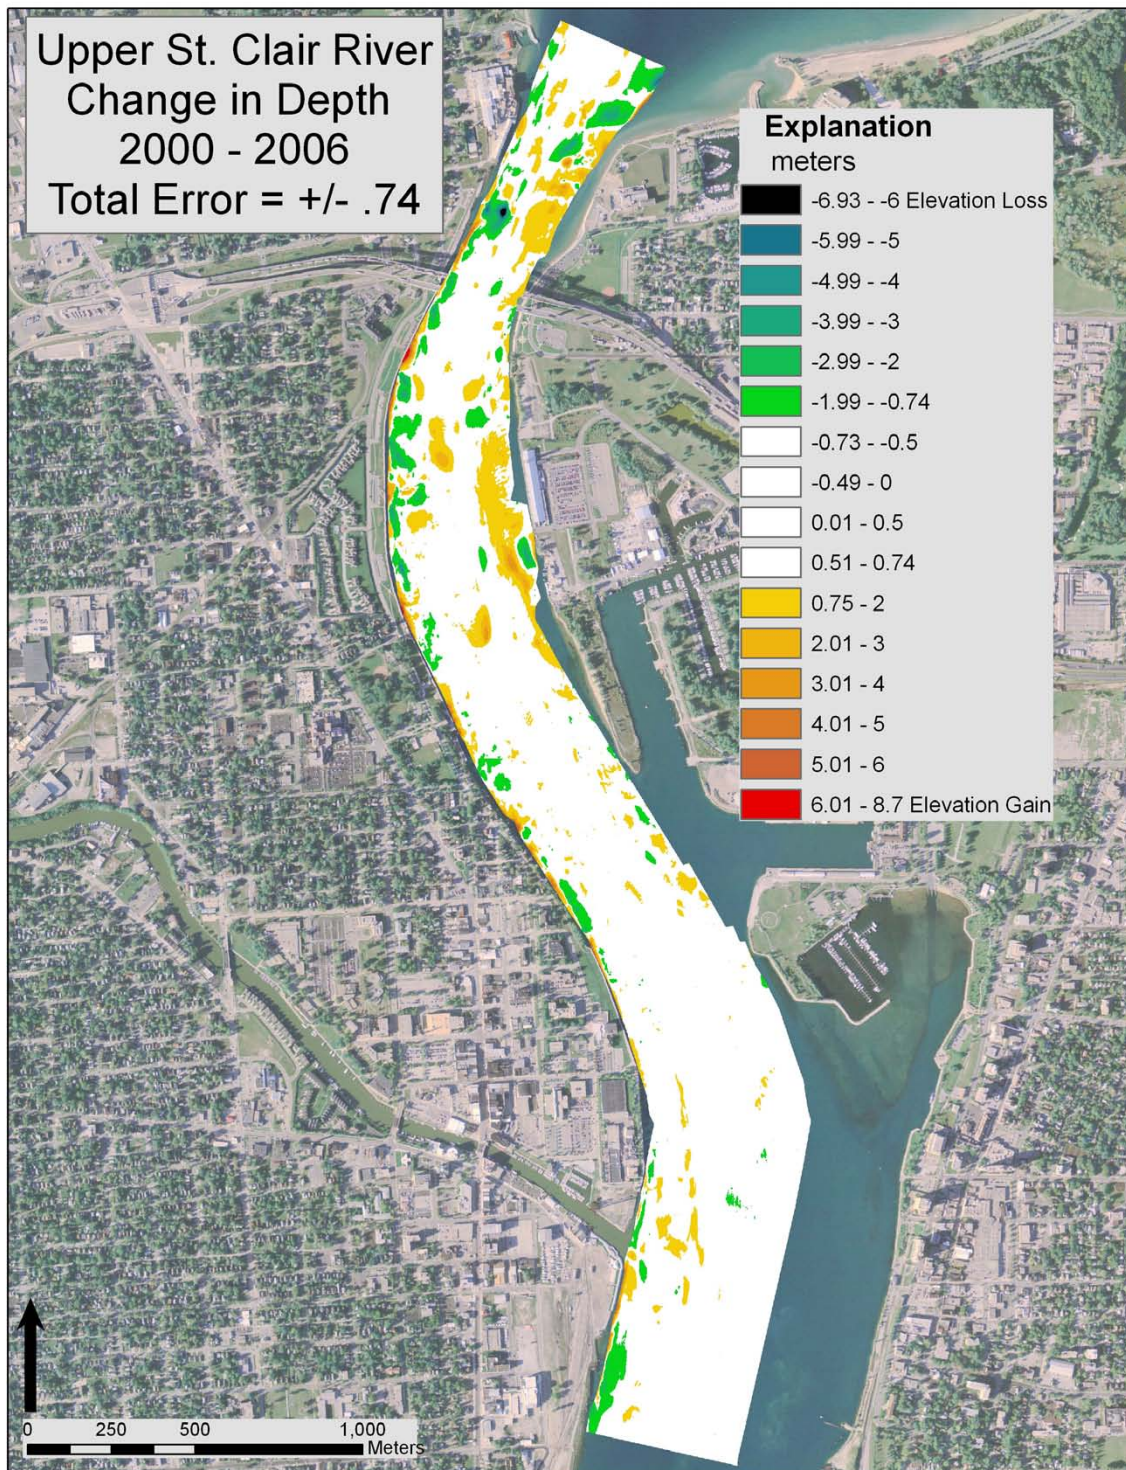 Upper St. Clair River
Change in Depth
2000 - 2006
Total Error = +/- .74
Explanation
meters
-6.93 - -6 Elevation Loss
-5.99 - -5
-4.99 - -4
-3.99 - -3
-2.99 - -2
-1.99 - -0.74
-0.73 - -0.5
-0.49 - 0
0.01 - 0.5
0.51 - 0.74
0.75 - 2
2.01 - 3
3.01 - 4
4.01 - 5
5.01 - 6
6.01 - 8.7 Elevation Gain
0 250 500 1,000
Meters